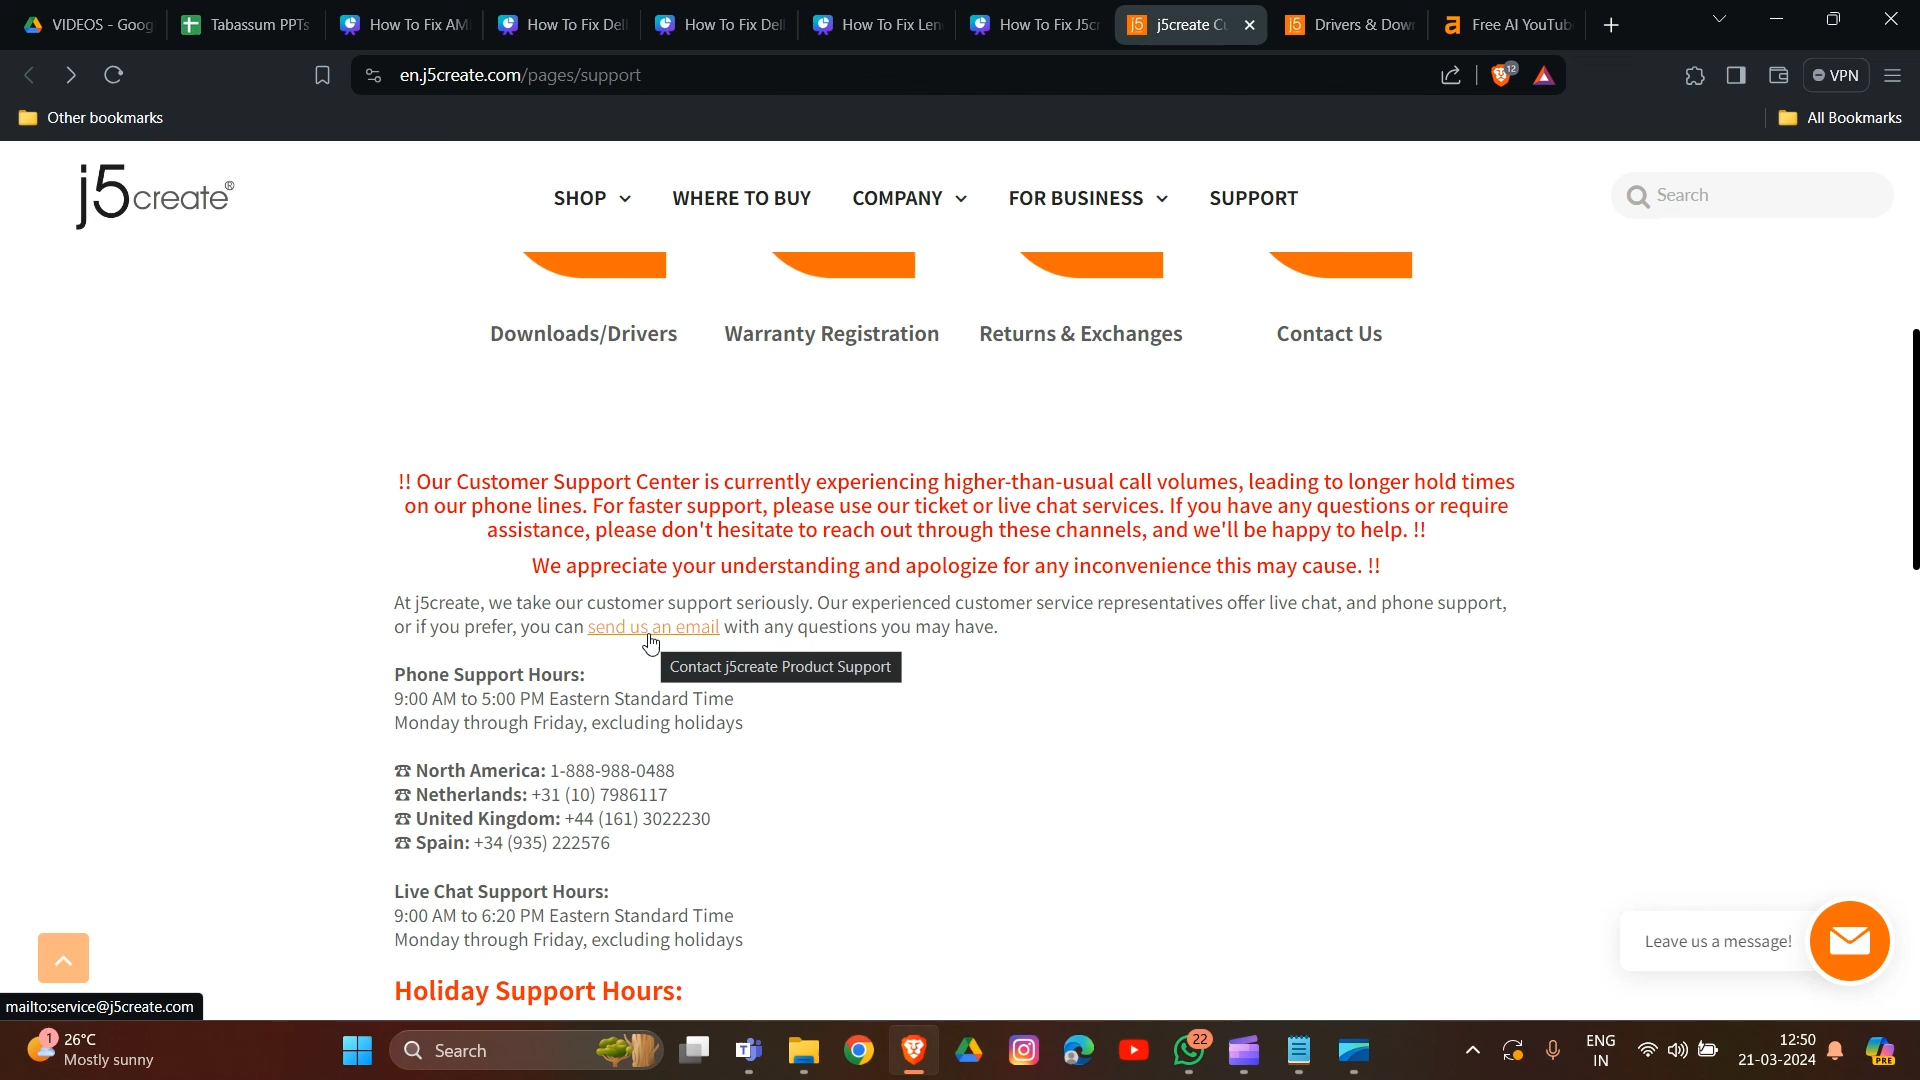 VIDEOS - Goog
Tabassum PPTs
How To Fix AM
How To Fix Dell
How To Fix Dell
How To Fix Len
How To Fix J5cr
j5create Cu
Drivers & Dow
Free AI YouTub
en.j5create.com/pages/support
12
VPN
Other bookmarks
All Bookmarks
j5create®
SHOP
WHERE TO BUY
COMPANY
FOR BUSINESS
SUPPORT
Search
Downloads/Drivers
Warranty Registration
Returns & Exchanges
Contact Us
!! Our Customer Support Center is currently experiencing higher-than-usual call volumes, leading to longer hold times
on our phone lines. For faster support, please use our ticket or live chat services. If you have any questions or require
assistance, please don't hesitate to reach out through these channels, and we'll be happy to help. !!
We appreciate your understanding and apologize for any inconvenience this may cause. !!
At j5create, we take our customer support seriously. Our experienced customer service representatives offer live chat, and phone support,
or if you prefer, you can send us an email with any questions you may have.
Contact j5create Product Support
Phone Support Hours:
9:00 AM to 5:00 PM Eastern Standard Time
Monday through Friday, excluding holidays
☎ North America: 1-888-988-0488
☎ Netherlands: +31 (10) 7986117
☎ United Kingdom: +44 (161) 3022230
☎ Spain: +34 (935) 222576
Live Chat Support Hours:
9:00 AM to 6:20 PM Eastern Standard Time
Monday through Friday, excluding holidays
Leave us a message!
Holiday Support Hours:
mailto:service@j5create.com
1
26°C
Mostly sunny
Search
22
ENG
IN
12:50
21-03-2024
PRE